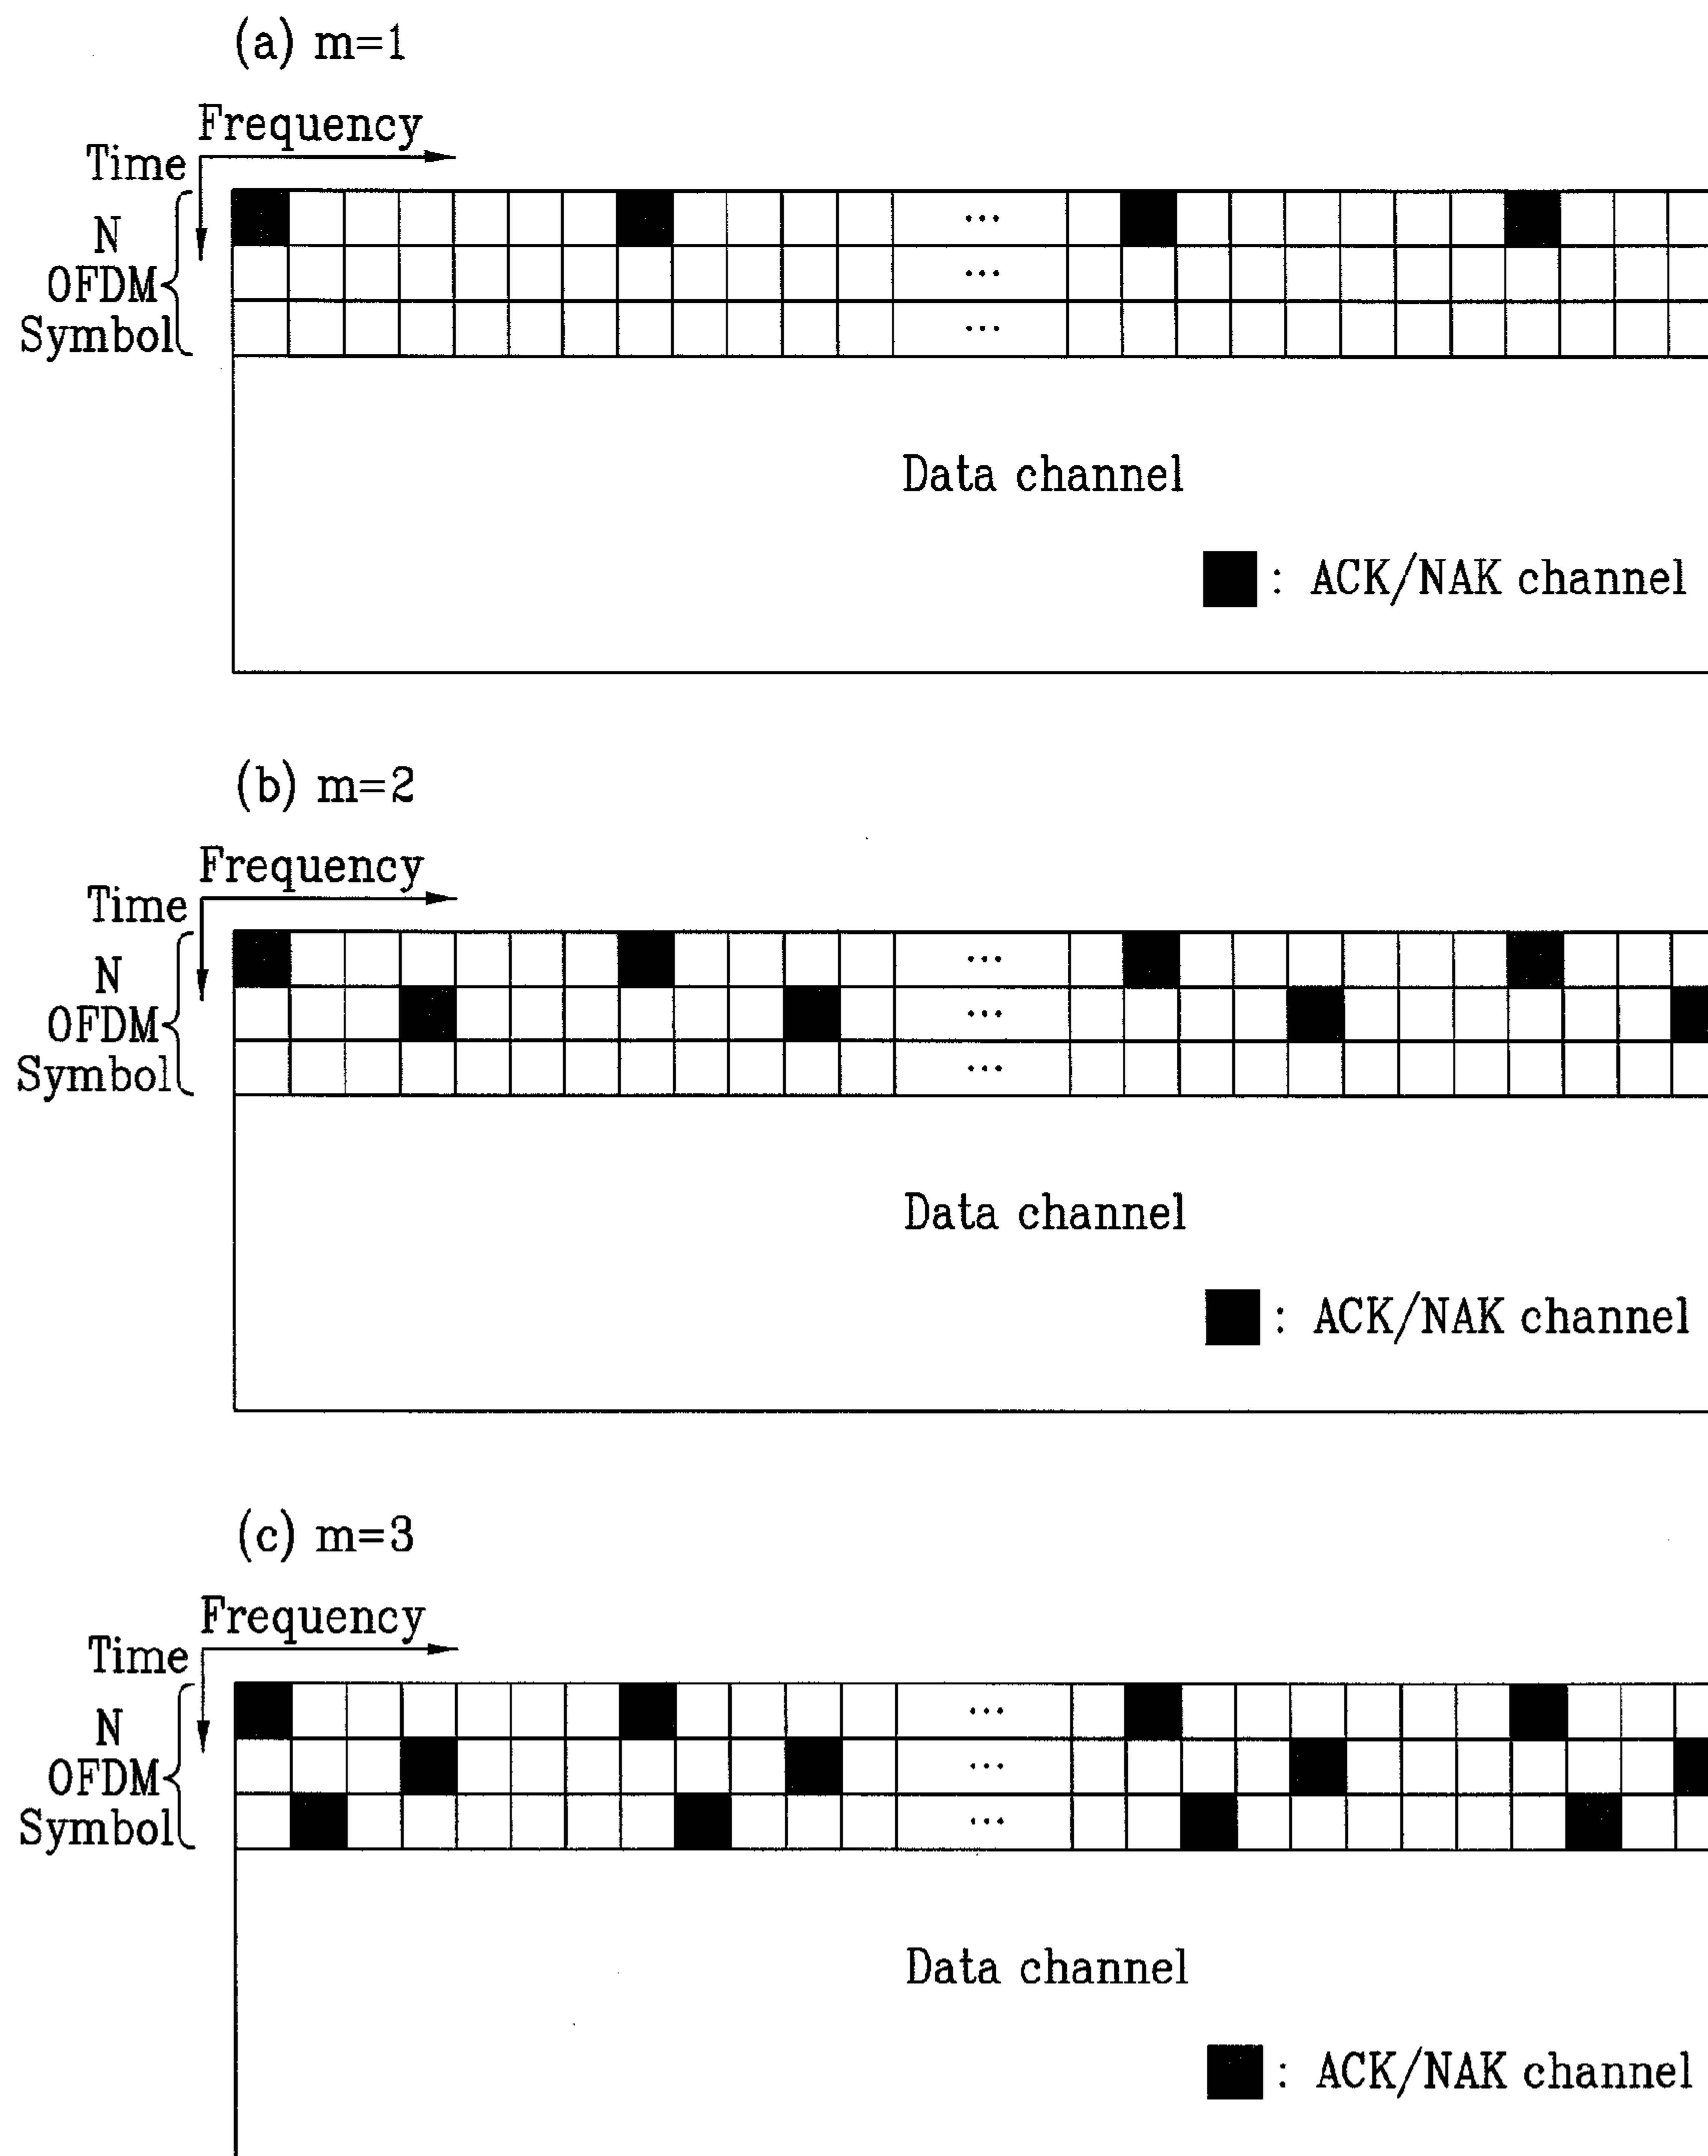 (a) m=1
Frequency
Time
N
OFDM
Symbol
...
...
...
Data channel
: ACK/NAK channel
(b) m=2
Frequency
Time
N
OFDM
Symbol
...
...
...
Data channel
: ACK/NAK channel
(c) m=3
Frequency
Time
N
OFDM
Symbol
...
...
...
Data channel
: ACK/NAK channel